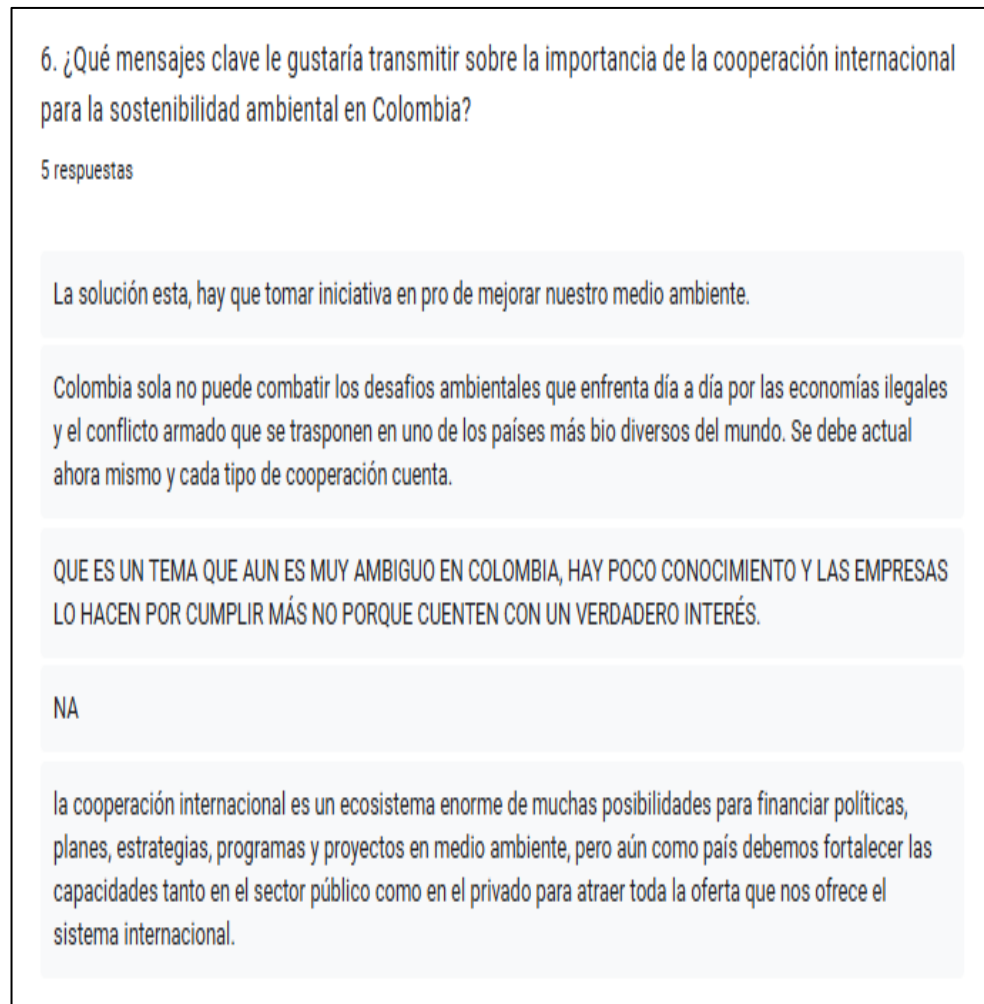 6. ¿Qué mensajes clave le gustaría transmitir sobre la importancia de la cooperación internacional
para la sostenibilidad ambiental en Colombia?
5 respuestas
La solución esta, hay que tomar iniciativa en pro de mejorar nuestro medio ambiente.
Colombia sola no puede combatir los desafios ambientales que enfrenta día a día por las economías ilegales
y el conflicto armado que se trasponen en uno de los países más bio diversos del mundo. Se debe actual
ahora mismo y cada tipo de cooperación cuenta.
QUE ES UN TEMA QUE AUN ES MUY AMBIGUO EN COLOMBIA, HAY POCO CONOCIMIENTO Y LAS EMPRESAS
LO HACEN POR CUMPLIR MÁS NO PORQUE CUENTEN CON UN VERDADERO INTERÉS.
NA
la cooperación internacional es un ecosistema enorme de muchas posibilidades para financiar políticas,
planes, estrategias, programas y proyectos en medio ambiente, pero aún como país debemos fortalecer las
capacidades tanto en el sector público como en el privado para atraer toda la oferta que nos ofrece el
sistema internacional.